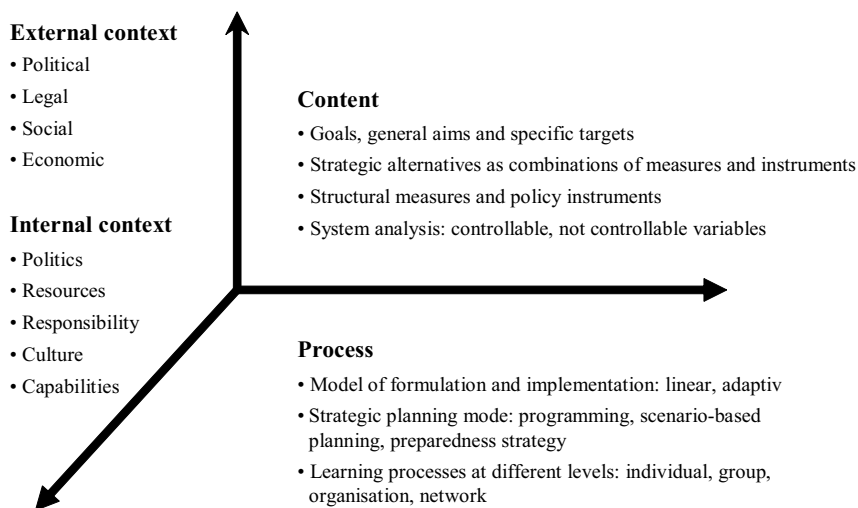 External context
• Political
• Legal
• Social
• Economic
Internal context
• Politics
• Resources
• Responsibility
• Culture
• Capabilities
Content
• Goals, general aims and specific targets
• Strategic alternatives as combinations of measures and instruments
• Structural measures and policy instruments
• System analysis: controllable, not controllable variables
Process
• Model of formulation and implementation: linear, adaptiv
• Strategic planning mode: programming, scenario-based
planning, preparedness strategy
• Learning processes at different levels: individual, group,
organisation, network